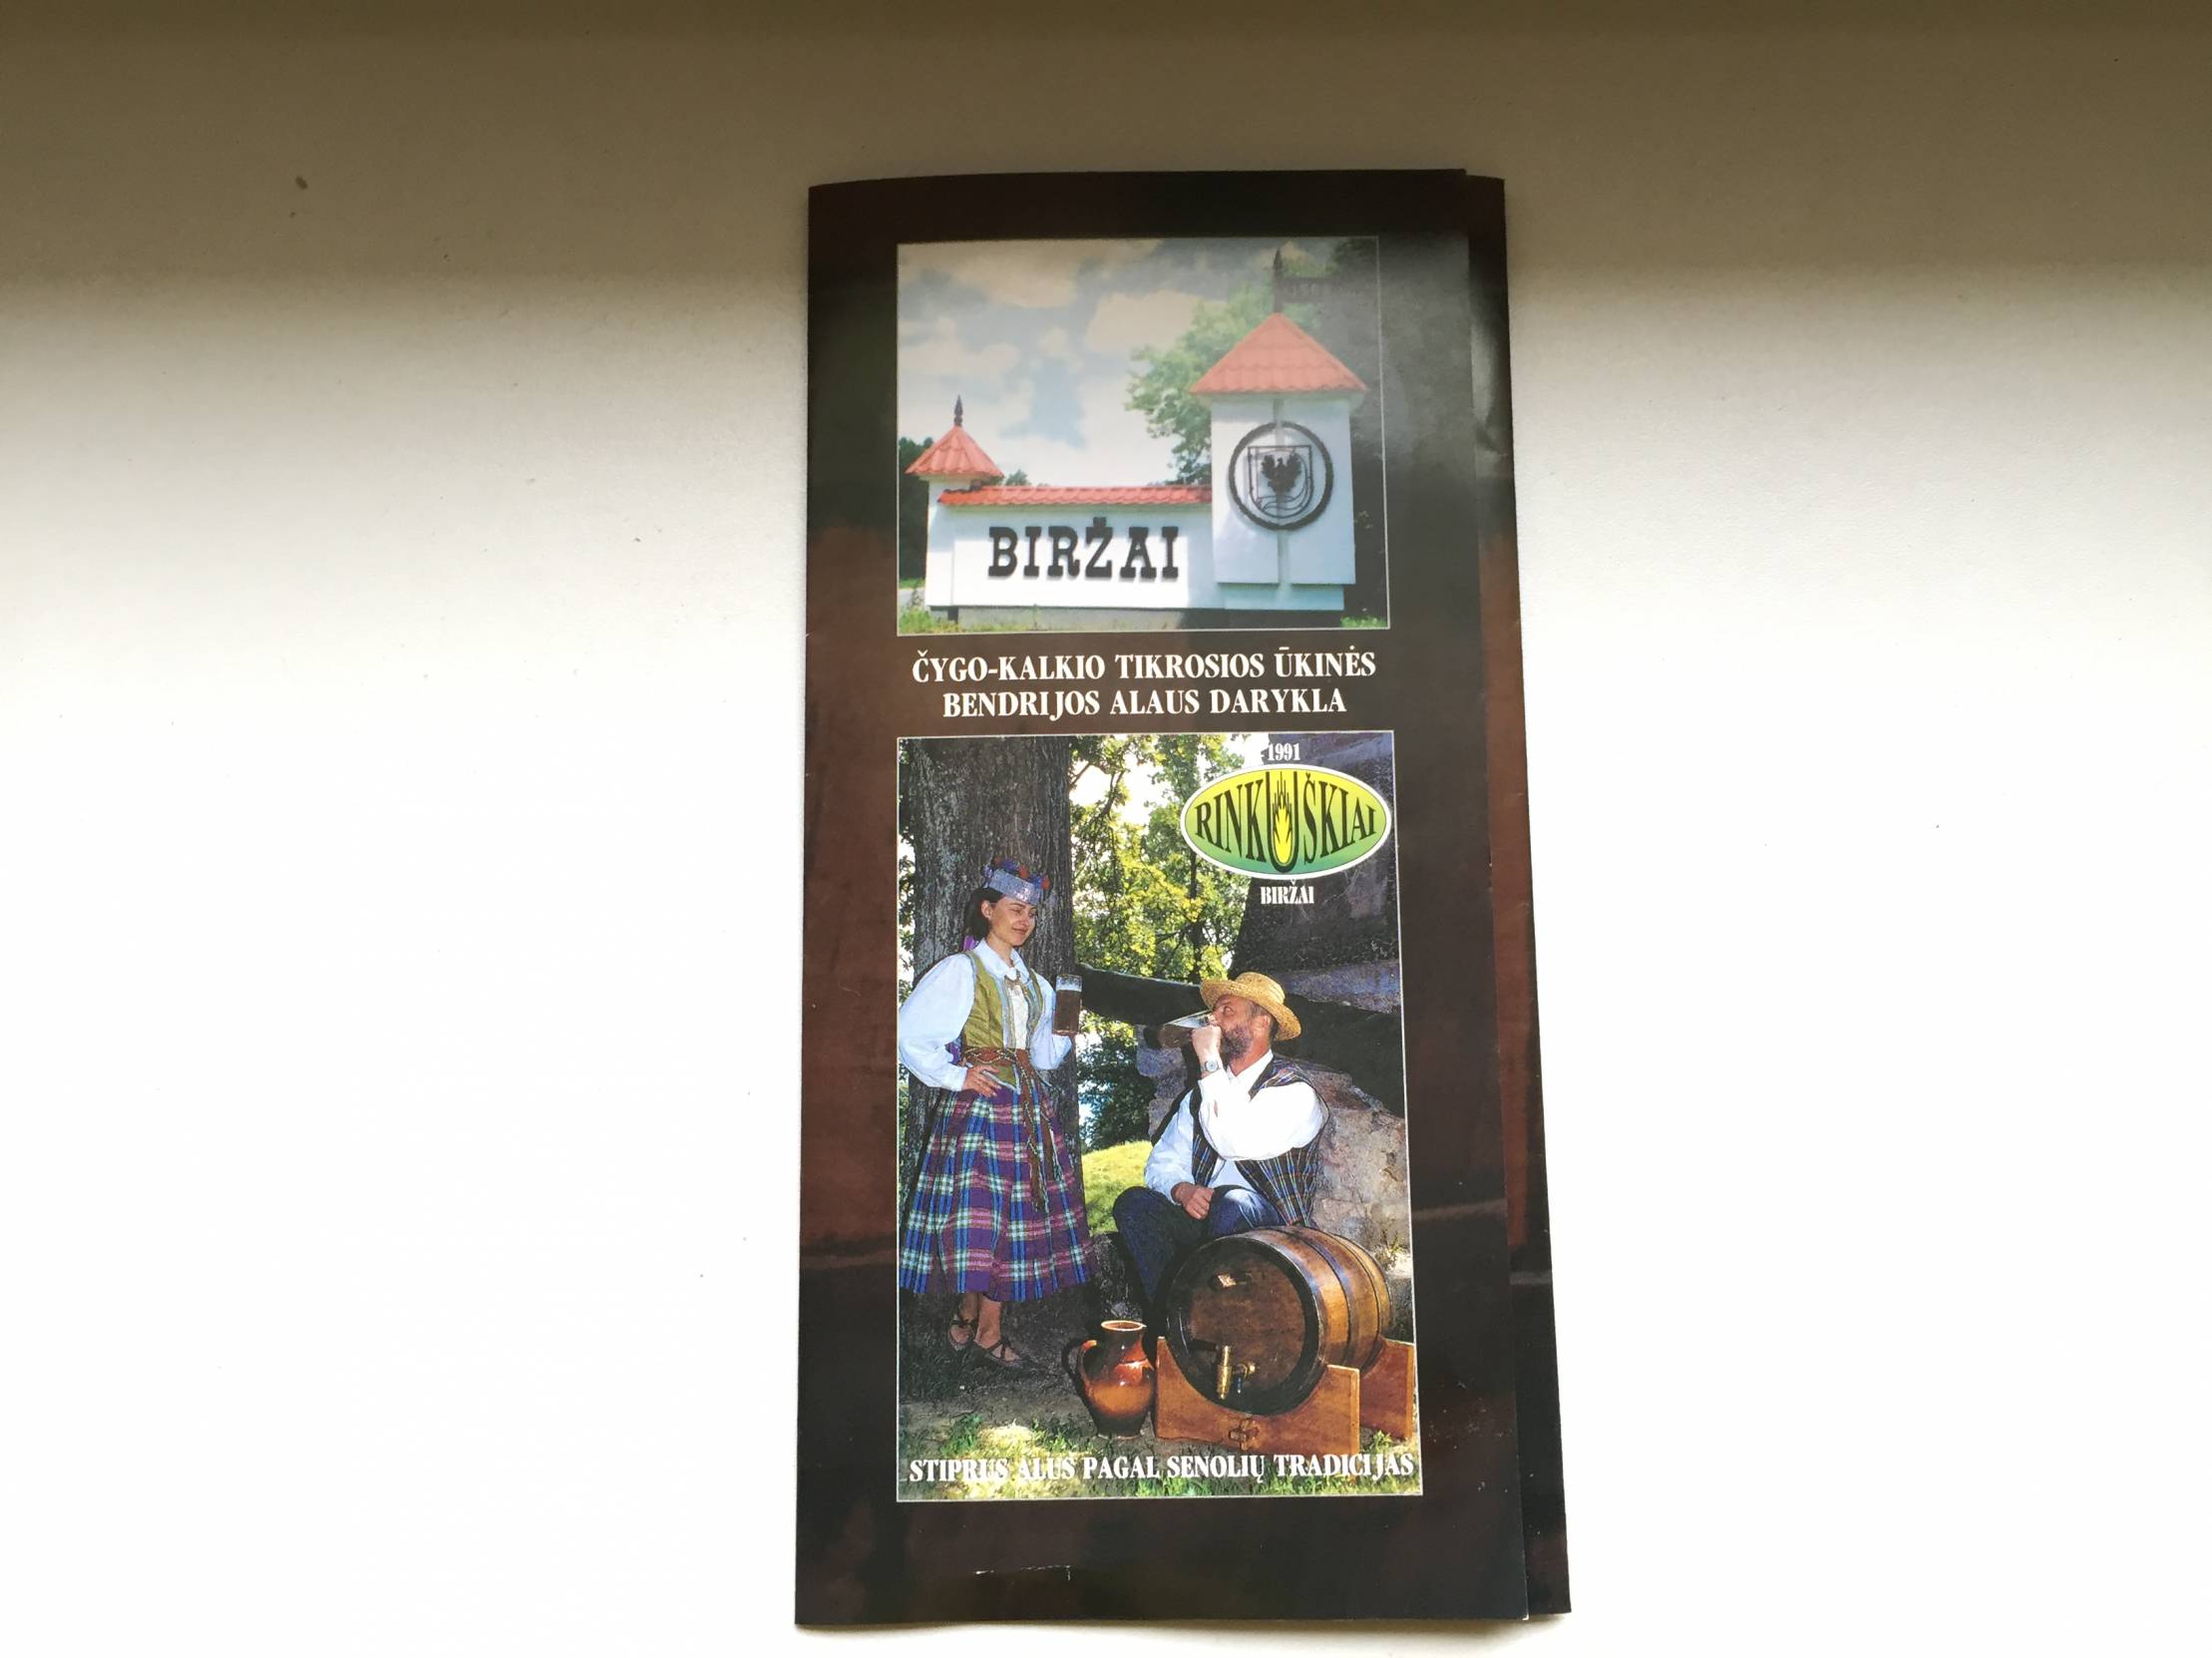 BIRŽAI
ČYGO-KALKIO TIKROSIOS ŪKINĖS
BENDRIJOS ALAUS DARYKLA
1991
RINKUŠKIAI
BIRŽAI
STIPRUS ALUS PAGAL SENOLIŲ TRADICIJAS